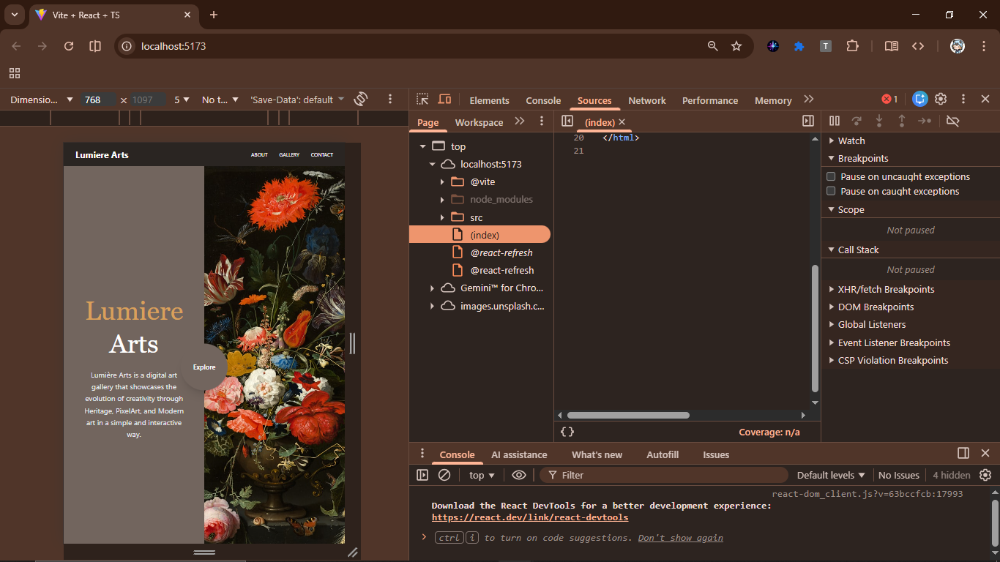 Vite + React + TS
localhost:5173
T
Dimensio... 768 × 1097 5 No t... 'Save-Data': default
Elements Console Sources Network Performance Memory 1
Page Workspace
(index)
Lumiere Arts
ABOUT GALLERY CONTACT
Lumiere
Arts
Explore
Lumière Arts is a digital art
gallery that showcases the
evolution of creativity through
Heritage, PixelArt, and Modern
art in a simple and interactive
way.
top
localhost:5173
@vite
node_modules
src
(index)
@react-refresh
@react-refresh
Gemini™ for Chro...
images.unsplash.c...
20 </html>
21
{} Coverage: n/a
Watch
Breakpoints
Pause on uncaught exceptions
Pause on caught exceptions
Scope
Not paused
Call Stack
Not paused
XHR/fetch Breakpoints
DOM Breakpoints
Global Listeners
Event Listener Breakpoints
CSP Violation Breakpoints
Console AI assistance What's new Autofill Issues
top Filter Default levels No Issues 4 hidden
react-dom_client.js?v=63bccfcb:17993
Download the React DevTools for a better development experience:
https://react.dev/link/react-devtools
ctrl i to turn on code suggestions. Don't show again